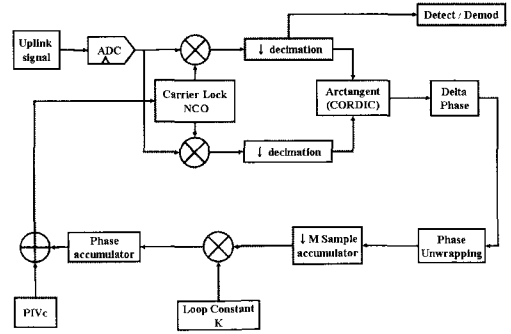 Detect / Demod
Uplink
signal
ADC
↓ decimation
Carrier Lock
NCO
Arctangent
(CORDIC)
Delta
Phase
↓ decimation
Phase
accumulator
↓ M Sample
accumulator
Phase
Unwrapping
PIVc
Loop Constant
K